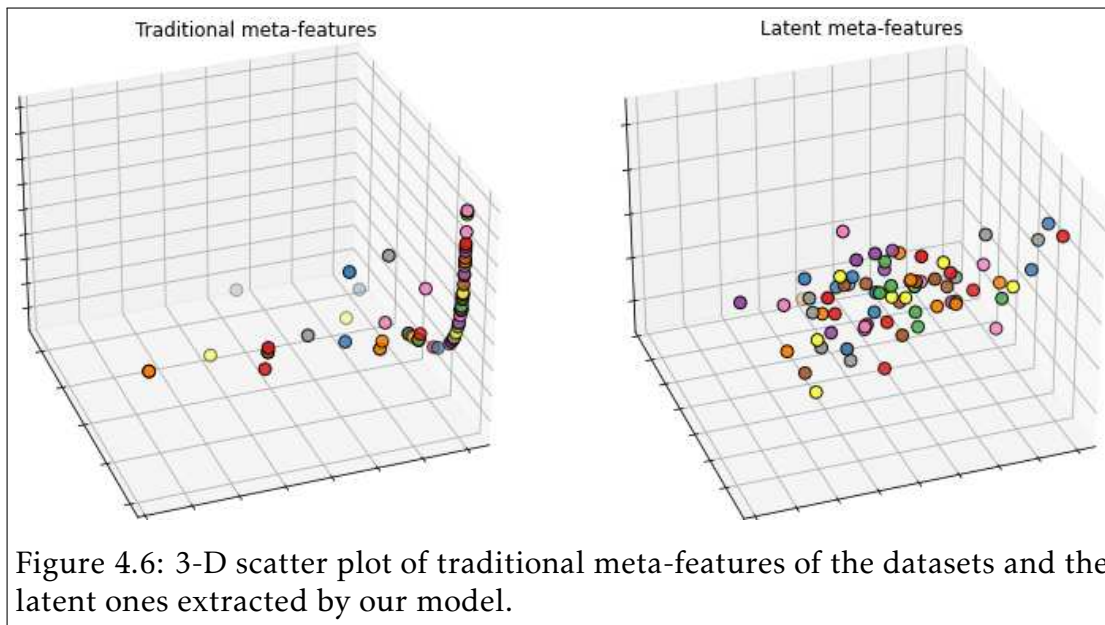 Traditional meta-features
Latent meta-features
Figure 4.6: 3-D scatter plot of traditional meta-features of the datasets and the
latent ones extracted by our model.